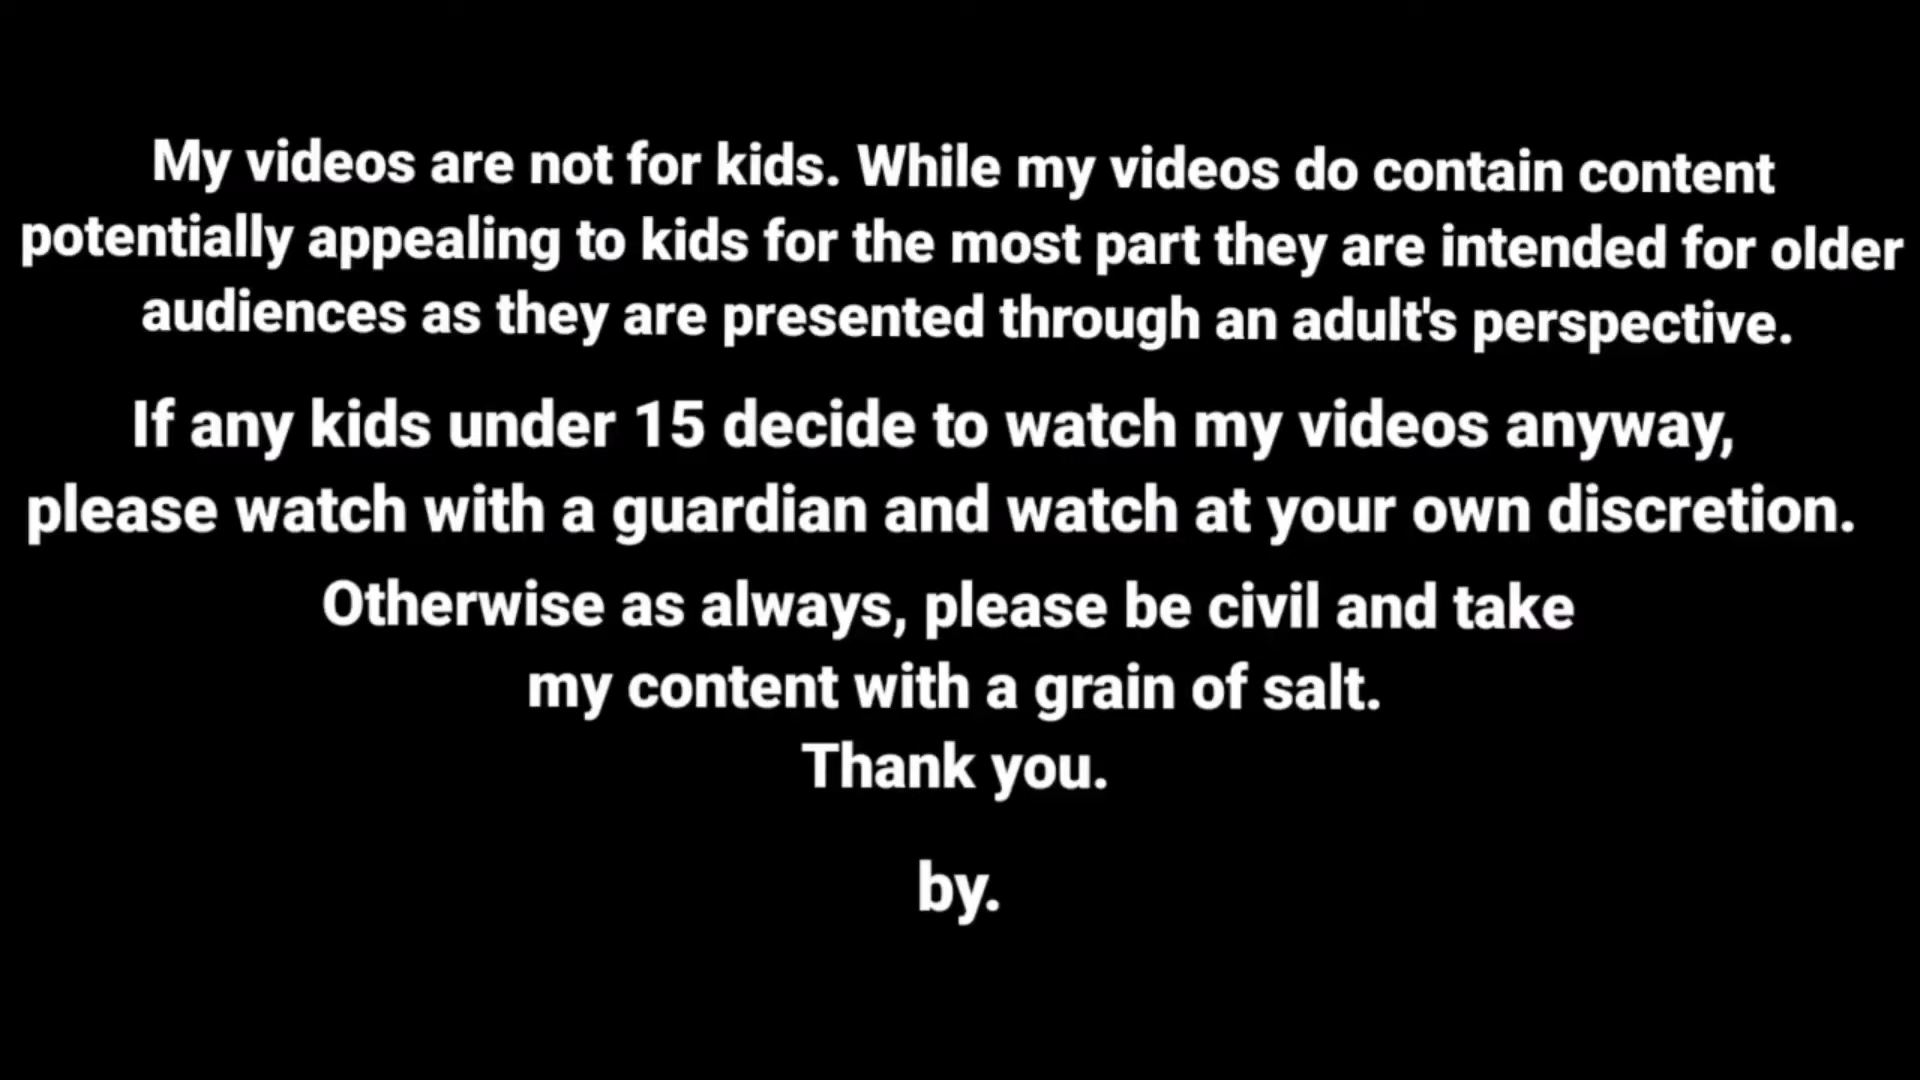 My videos are not for kids. While my videos do contain content
potentially appealing to kids for the most part they are intended for older
audiences as they are presented through an adult's perspective.
If any kids under 15 decide to watch my videos anyway,
please watch with a guardian and watch at your own discretion.
Otherwise as always, please be civil and take
my content with a grain of salt.
Thank you.
by.